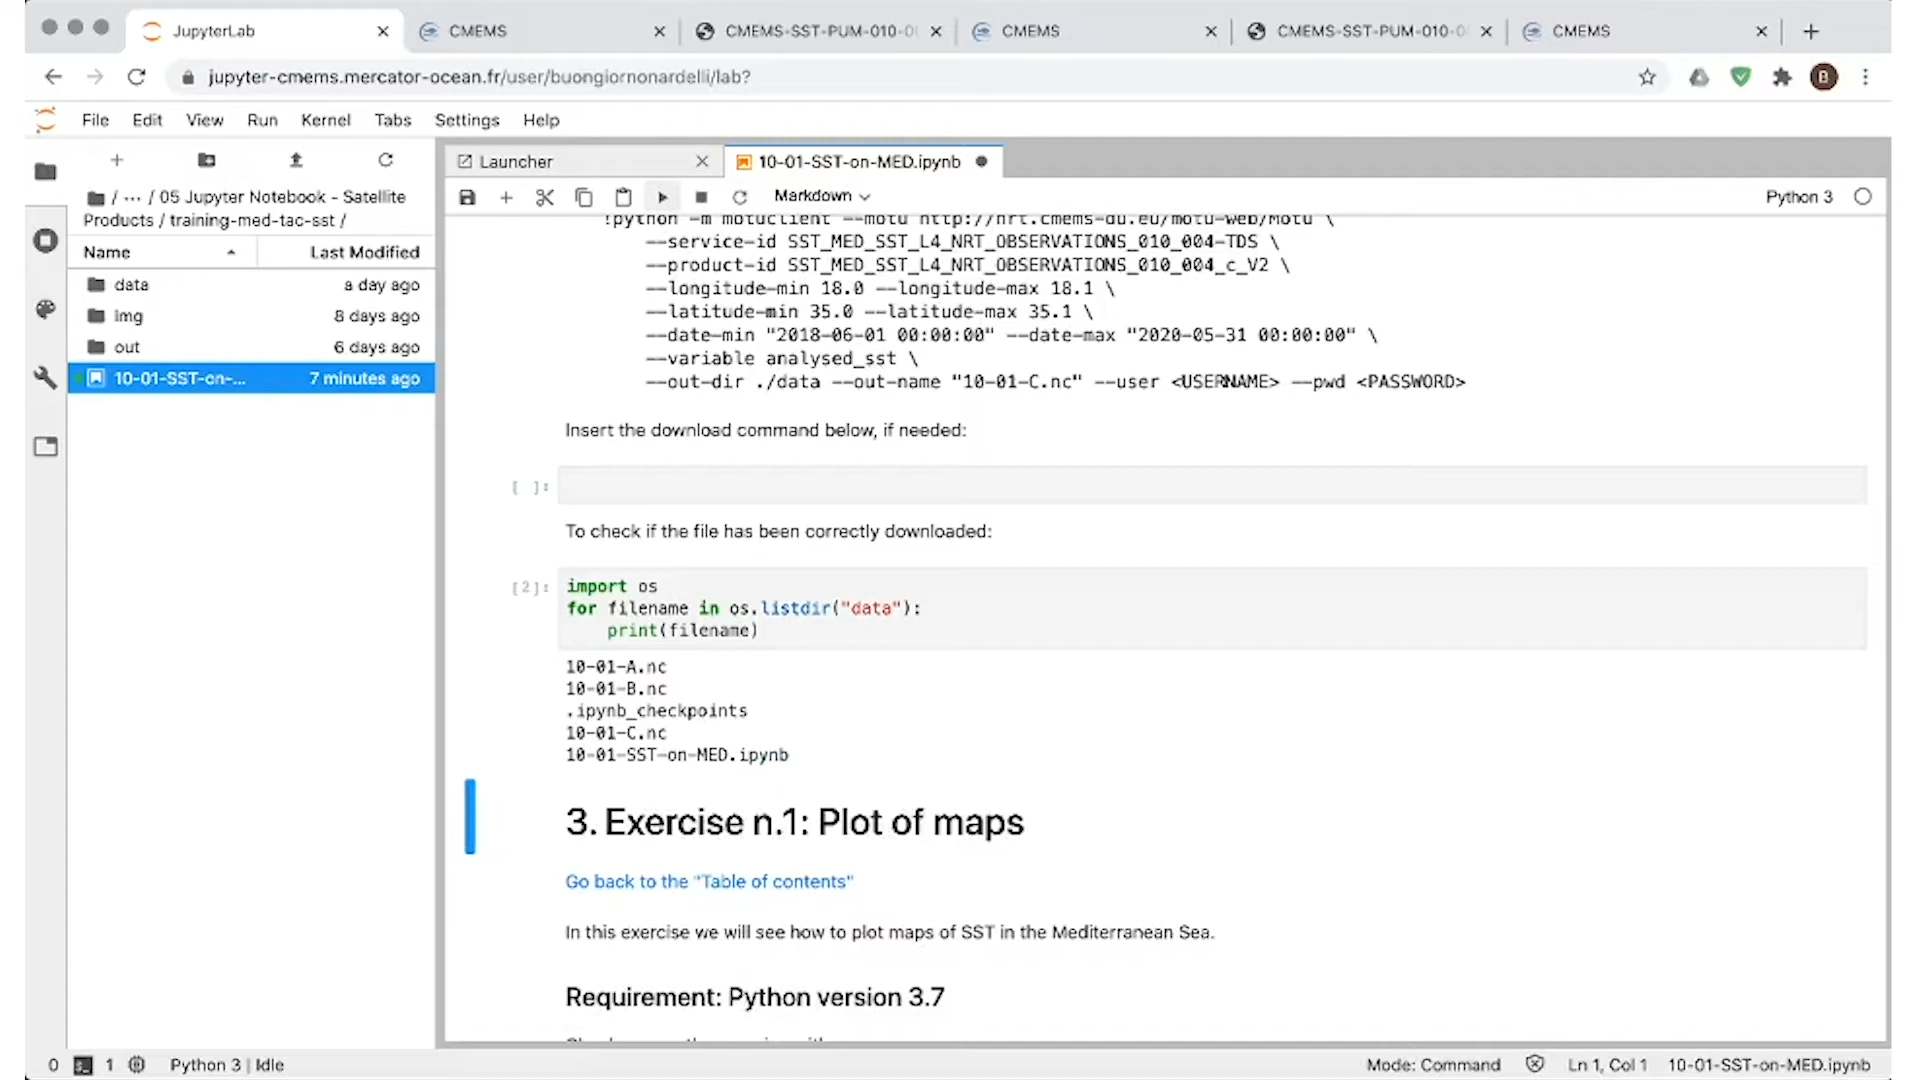 JupyterLab
CMEMS
CMEMS-SST-PUM-010-0
CMEMS
CMEMS-SST-PUM-010-0
CMEMS
jupyter-cmems.mercator-ocean.fr/user/buongiornonardelli/lab?
B
File Edit View Run Kernel Tabs Settings Help
/ ··· / 05 Jupyter Notebook - Satellite
Products / training-med-tac-sst /
Name Last Modified
data a day ago
img 8 days ago
out 6 days ago
10-01-SST-on-... 7 minutes ago
Launcher
10-01-SST-on-MED.ipynb
Markdown
Python 3
!python -m motuclient --motu http://nrt.cmems-du.eu/motu-web/Motu \
--service-id SST_MED_SST_L4_NRT_OBSERVATIONS_010_004-TDS \
--product-id SST_MED_SST_L4_NRT_OBSERVATIONS_010_004_c_V2 \
--longitude-min 18.0 --longitude-max 18.1 \
--latitude-min 35.0 --latitude-max 35.1 \
--date-min "2018-06-01 00:00:00" --date-max "2020-05-31 00:00:00" \
--variable analysed_sst \
--out-dir ./data --out-name "10-01-C.nc" --user <USERNAME> --pwd <PASSWORD>
Insert the download command below, if needed:
[ ]:
To check if the file has been correctly downloaded:
[2]:
import os
for filename in os.listdir("data"):
print(filename)
10-01-A.nc
10-01-B.nc
.ipynb_checkpoints
10-01-C.nc
10-01-SST-on-MED.ipynb
3. Exercise n.1: Plot of maps
Go back to the "Table of contents"
In this exercise we will see how to plot maps of SST in the Mediterranean Sea.
Requirement: Python version 3.7
0 1 Python 3 | Idle
Mode: Command Ln 1, Col 1 10-01-SST-on-MED.ipynb